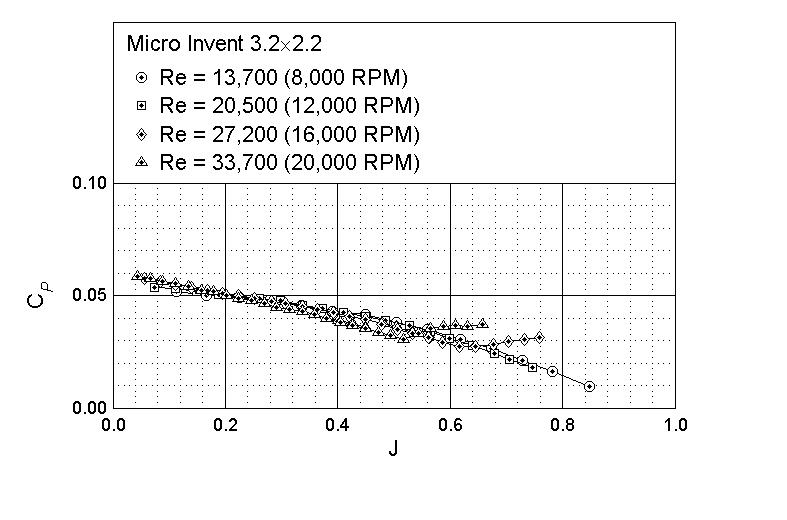 Micro Invent 3.2×2.2
Re = 13,700 (8,000 RPM)
Re = 20,500 (12,000 RPM)
Re = 27,200 (16,000 RPM)
Re = 33,700 (20,000 RPM)
0.10
0.05
0.00
CP
0.0 0.2 0.4 0.6 0.8 1.0
J